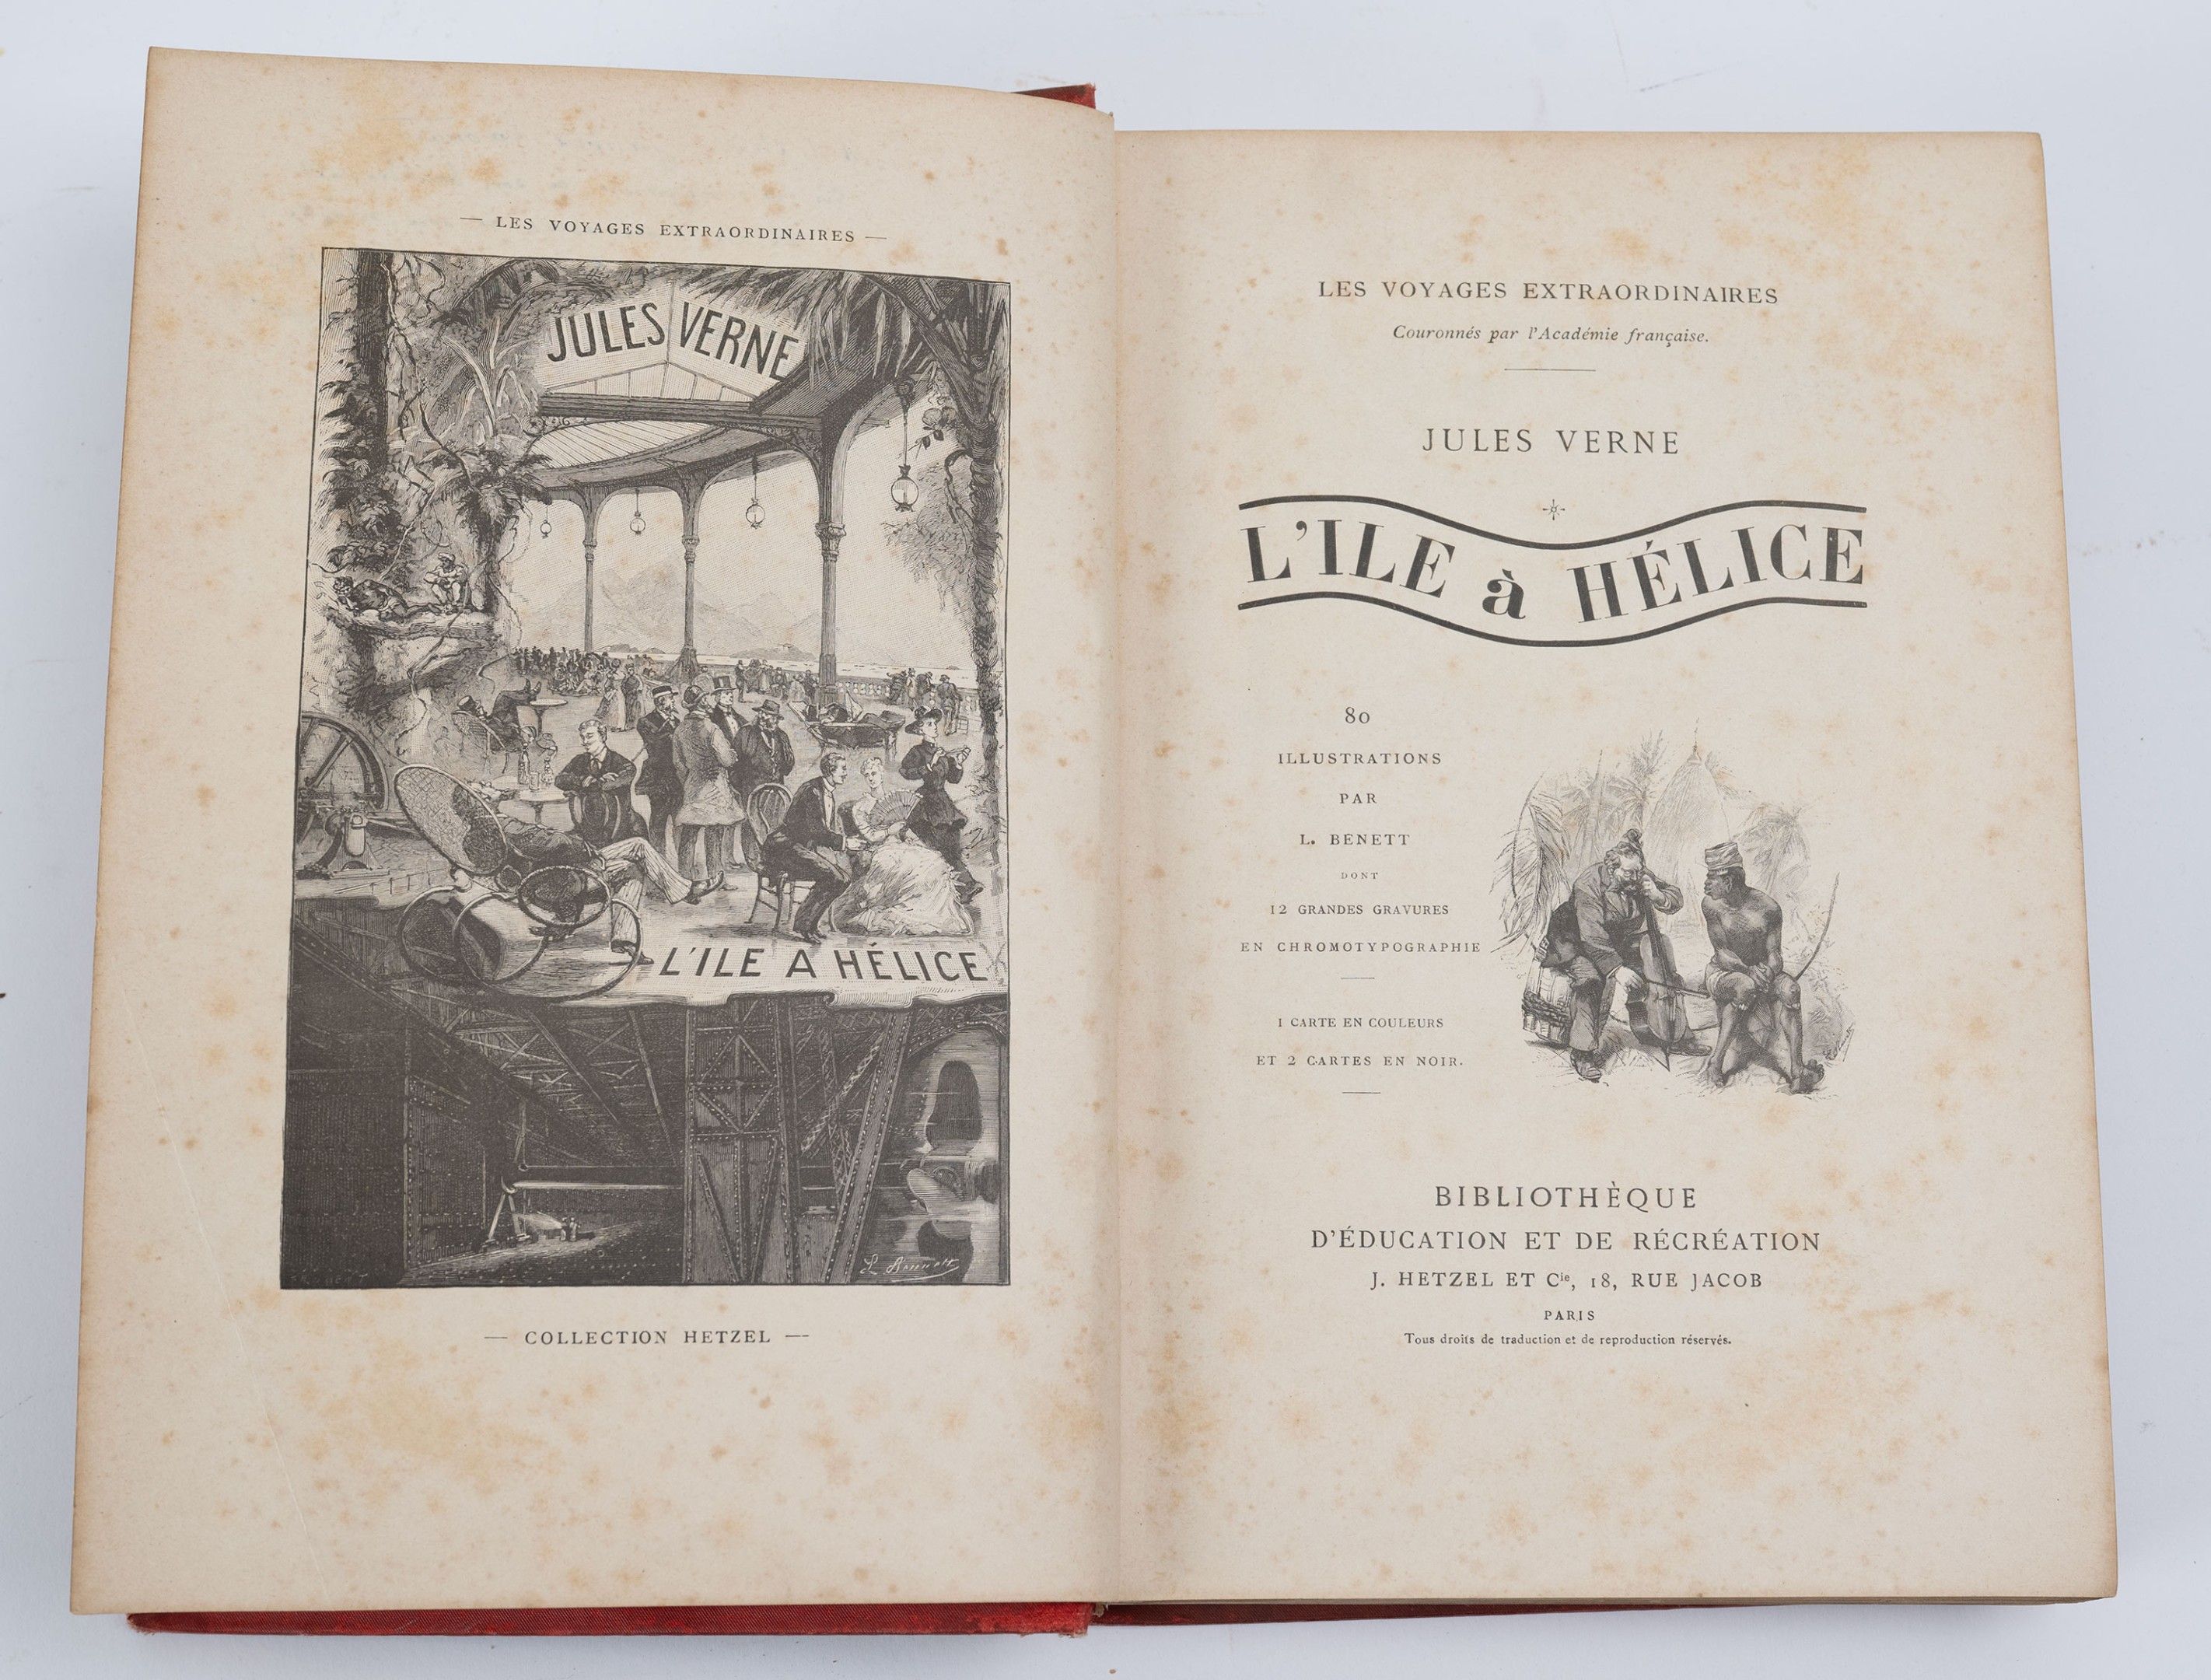 — LES VOYAGES EXTRAORDINAIRES —
JULES VERNE
L'ILE A HÉLICE
L. Benett
— COLLECTION HETZEL —
LES VOYAGES EXTRAORDINAIRES
Couronnés par l'Académie française.
JULES VERNE
L'ILE à HÉLICE
80
ILLUSTRATIONS
PAR
L. BENETT
DONT
12 GRANDES GRAVURES
EN CHROMOTYPOGRAPHIE
1 CARTE EN COULEURS
ET 2 CARTES EN NOIR.
BIBLIOTHÈQUE
D'ÉDUCATION ET DE RÉCRÉATION
J. HETZEL ET Cie, 18, RUE JACOB
PARIS
Tous droits de traduction et de reproduction réservés.